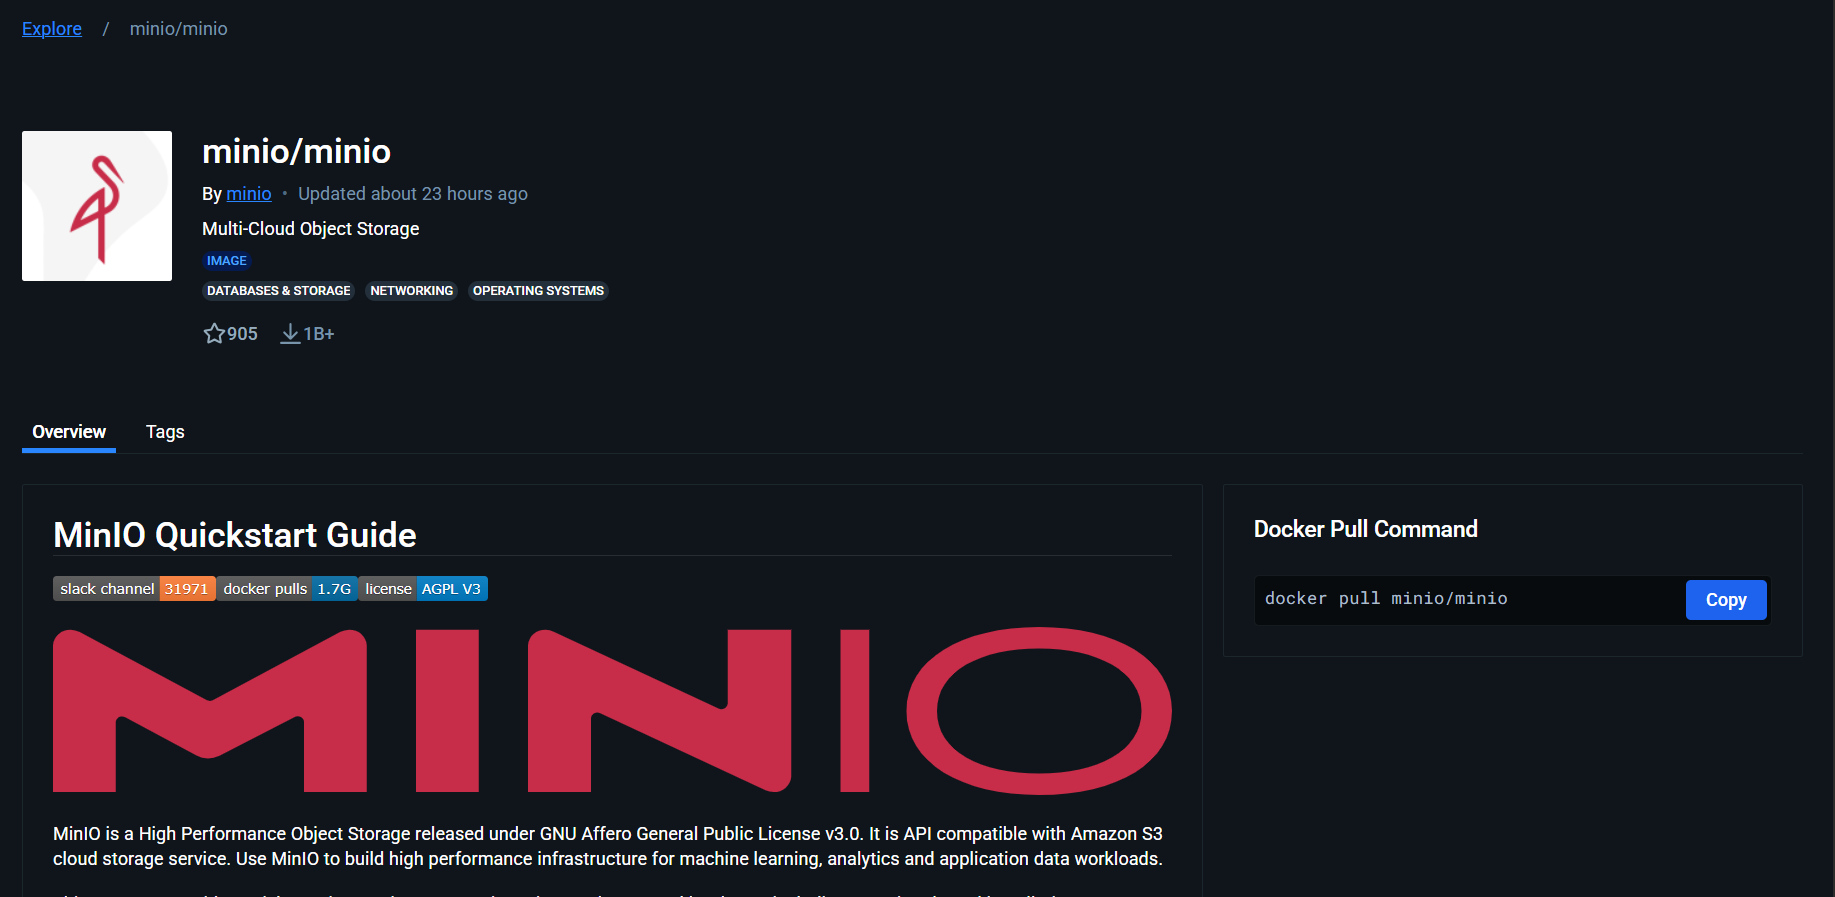 Explore / minio/minio
minio/minio
By minio • Updated about 23 hours ago
Multi-Cloud Object Storage
IMAGE
DATABASES & STORAGE NETWORKING OPERATING SYSTEMS
905 1B+
Overview Tags
MinIO Quickstart Guide
slack channel 31971 docker pulls 1.7G license AGPL V3
MINIO
MinIO is a High Performance Object Storage released under GNU Affero General Public License v3.0. It is API compatible with Amazon S3
cloud storage service. Use MinIO to build high performance infrastructure for machine learning, analytics and application data workloads.
Docker Pull Command
docker pull minio/minio Copy